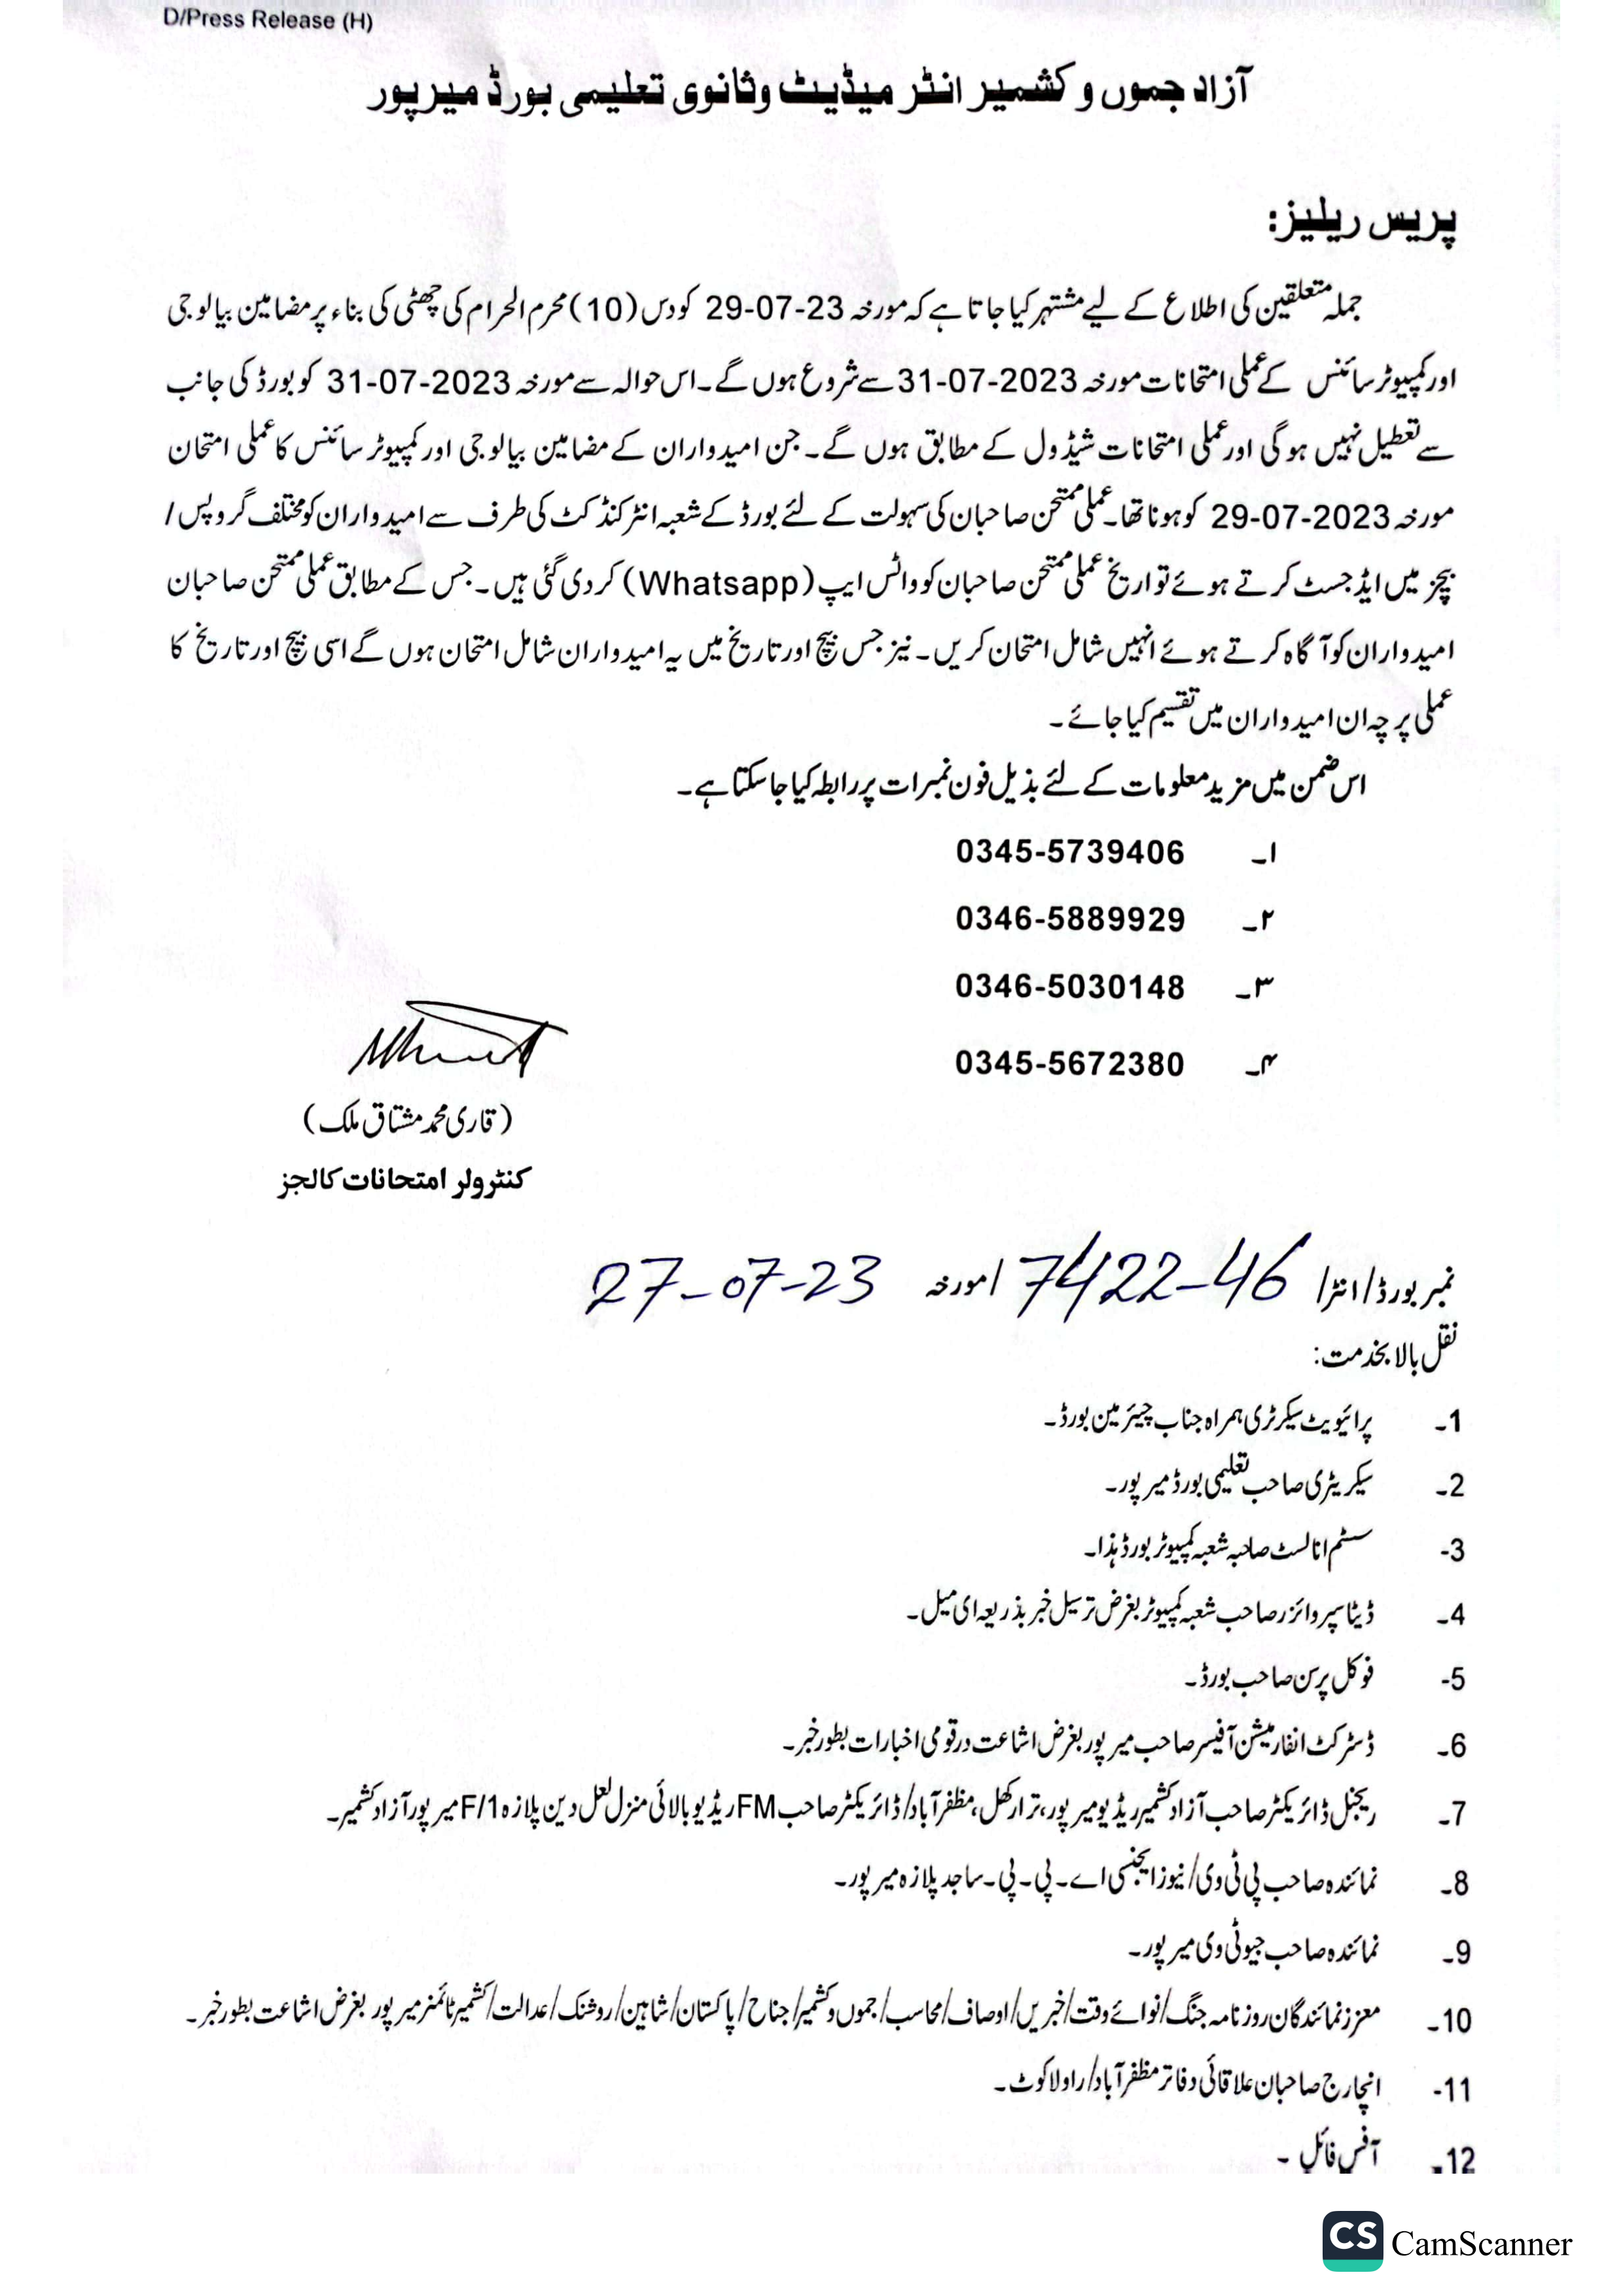 D/Press Release (H)
آزاد جموں و کشمیر انٹر میڈیٹ و ثانوی تعلیمی بورڈ میرپور
پریس ریلیز:
جملہ متعلقین کی اطلاع کے لیے مشتہر کیا جاتا ہے کہ مورخہ 29-07-23 کو دس (10) محرم الحرام کی چھٹی کی بناء پر مضامین بیالوجی
اور کمپیوٹر سائنس کے عملی امتحانات مورخہ 31-07-2023 سے شروع ہوں گے۔ اس حوالہ سے مورخہ 31-07-2023 کو بورڈ کی جانب
سے تعطیل نہیں ہو گی اور عملی امتحانات شیڈول کے مطابق ہوں گے۔ جن امیدواران کے مضامین بیالوجی اور کمپیوٹر سائنس کا عملی امتحان
مورخہ 29-07-2023 کو ہونا تھا۔ عملی ممتحن صاحبان کی سہولت کے لئے بورڈ کے شعبہ انٹر کنڈکٹ کی طرف سے امیدواران کو مختلف گروپس /
بیچز میں ایڈجسٹ کرتے ہوئے تواریخ عملی ممتحن صاحبان کو واٹس ایپ (Whatsapp) کر دی گئی ہیں۔ جس کے مطابق عملی ممتحن صاحبان
امیدواران کو آگاہ کرتے ہوئے انہیں شامل امتحان کریں۔ نیز جس بیچ اور تاریخ میں یہ امیدواران شامل امتحان ہوں گے اسی بیچ اور تاریخ کا
عملی پرچہ ان امیدواران میں تقسیم کیا جائے۔
اس ضمن میں مزید معلومات کے لئے بذیل فون نمبرات پر رابطہ کیا جا سکتا ہے۔
۱۔ 0345-5739406
۲۔ 0346-5889929
۳۔ 0346-5030148
۴۔ 0345-5672380
(قاری محمد مشتاق ملک)
کنٹرولر امتحانات کالجز
نمبر بورڈ/انٹر/ 7422-46 / مورخہ 27-07-23
نقل بالا بخدمت:
1۔ پرائیویٹ سیکرٹری ہمراہ جناب چیئرمین بورڈ۔
2۔ سیکریٹری صاحب تعلیمی بورڈ میرپور۔
3- سسٹم انالسٹ صاحبہ شعبہ کمپیوٹر بورڈ ہذا۔
4۔ ڈیٹا سپروائزر صاحب شعبہ کمپیوٹر بغرض ترسیل خبر بذریعہ ای میل۔
5- فوکل پرسن صاحب بورڈ۔
6۔ ڈسٹرکٹ انفارمیشن آفیسر صاحب میرپور بغرض اشاعت در قومی اخبارات بطور خبر۔
7۔ ریجنل ڈائریکٹر صاحب آزاد کشمیر ریڈیو میرپور، تراڑکھل، مظفرآباد/ ڈائریکٹر صاحب FM ریڈیو بالائی منزل لعل دین پلازہ F/1 میرپور آزاد کشمیر۔
8۔ نمائندہ صاحب پی ٹی وی/ نیوز ایجنسی اے۔ پی۔ پی۔ ساجد پلازہ میرپور۔
9۔ نمائندہ صاحب جیو ٹی وی میرپور۔
10۔ معزز نمائندگان روزنامہ جنگ/ نوائے وقت/ خبریں/ اوصاف/ محاسب/ جموں و کشمیر/ جناح/ پاکستان/ شاہین/ روشنک/ عدالت/ کشمیر ٹائمز میرپور بغرض اشاعت بطور خبر۔
11- انچارج صاحبان علاقائی دفاتر مظفرآباد/ راولاکوٹ۔
12۔ آفس فائل ۔
CS CamScanner